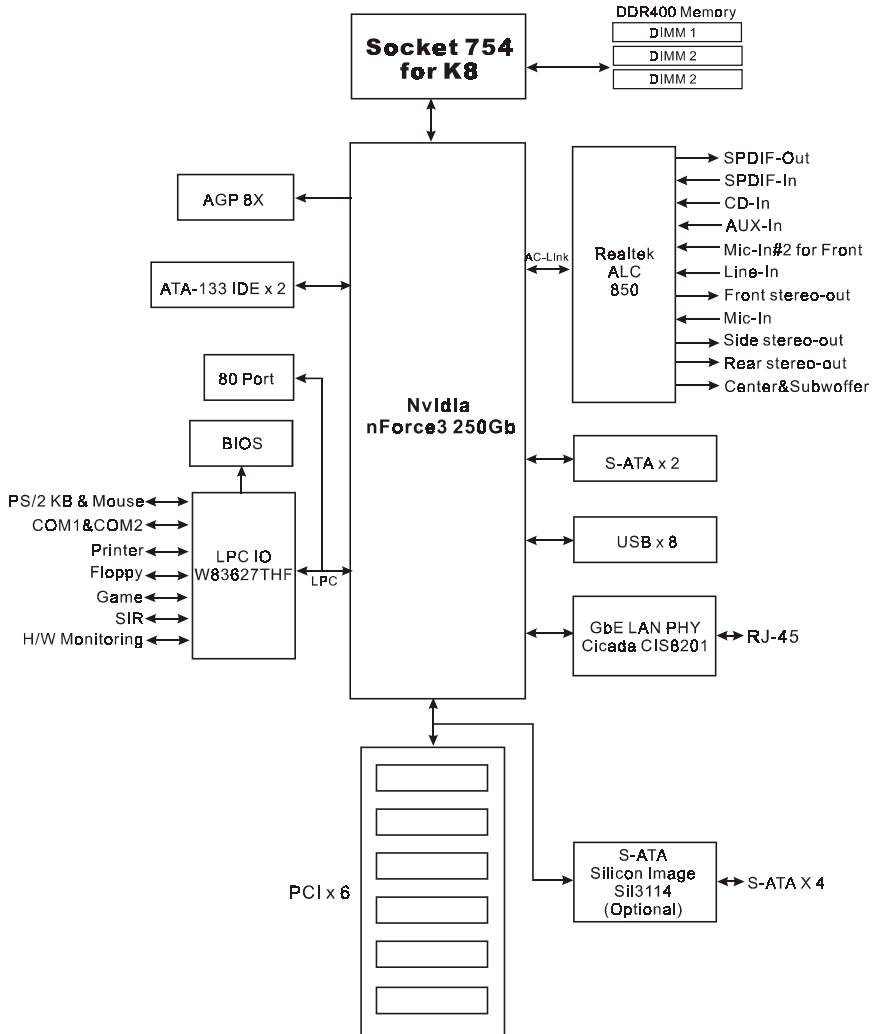 DDR400 Memory
DIMM 1
DIMM 2
DIMM 2
Socket 754
for K8
AGP 8X
ATA-133 IDE x 2
80 Port
BIOS
PS/2 KB & Mouse
COM1&COM2
Printer
Floppy
Game
SIR
H/W Monitoring
LPC IO
W83627THF
LPC
NvIdIa
nForce3 250Gb
AC-LInk
Realtek
ALC
850
SPDIF-Out
SPDIF-In
CD-In
AUX-In
Mic-In#2 for Front
Line-In
Front stereo-out
Mic-In
Side stereo-out
Rear stereo-out
Center&Subwoffer
S-ATA x 2
USB x 8
GbE LAN PHY
Cicada CIS8201
RJ-45
PCI x 6
S-ATA
Silicon Image
SiI3114
(Optional)
S-ATA X 4